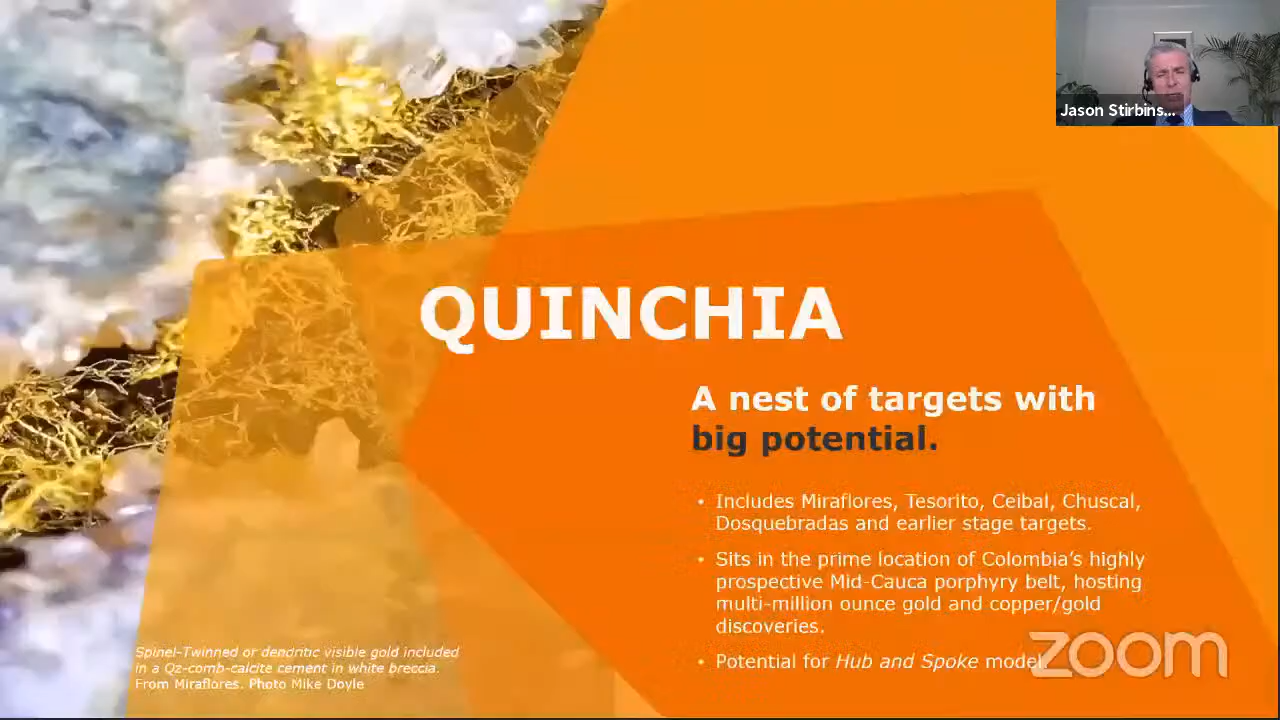 Jason Stirbins...
QUINCHIA
A nest of targets with
big potential.
• Includes Miraflores, Tesorito, Ceibal, Chuscal,
Dosquebradas and earlier stage targets.
• Sits in the prime location of Colombia's highly
prospective Mid-Cauca porphyry belt, hosting
multi-million ounce gold and copper/gold
discoveries.
• Potential for Hub and Spoke model.
zoom
Spinel-Twinned or dendritic visible gold included
in a Qz-comb-calcite cement in white breccia.
From Miraflores. Photo Mike Doyle